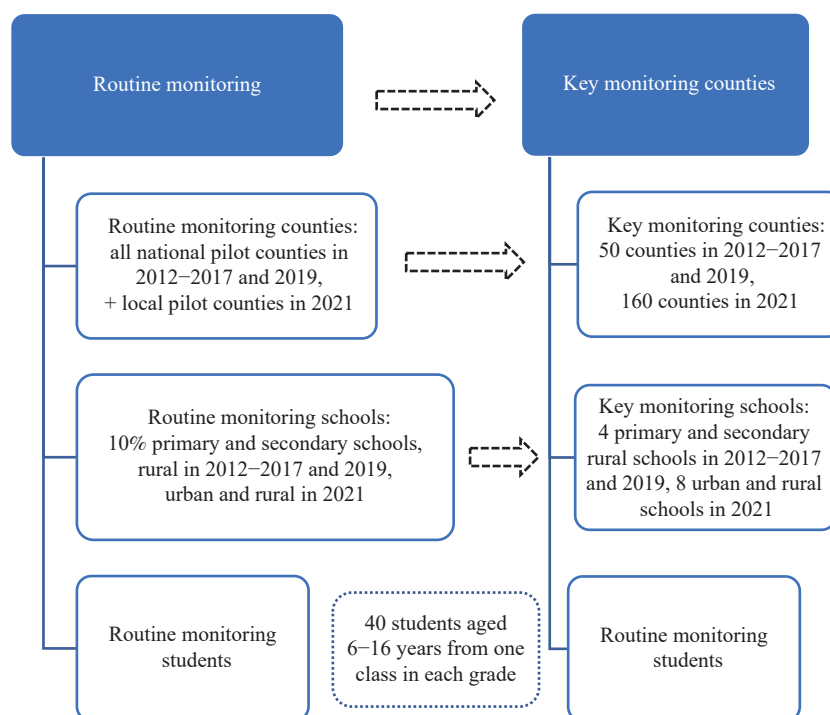 Routine monitoring
Key monitoring counties
Routine monitoring counties:
all national pilot counties in
2012−2017 and 2019,
+ local pilot counties in 2021
Key monitoring counties:
50 counties in 2012−2017
and 2019,
160 counties in 2021
Routine monitoring schools:
10% primary and secondary schools,
rural in 2012−2017 and 2019,
urban and rural in 2021
Key monitoring schools:
4 primary and secondary
rural schools in 2012−2017
and 2019, 8 urban and rural
schools in 2021
Routine monitoring
students
40 students aged
6−16 years from one
class in each grade
Routine monitoring
students